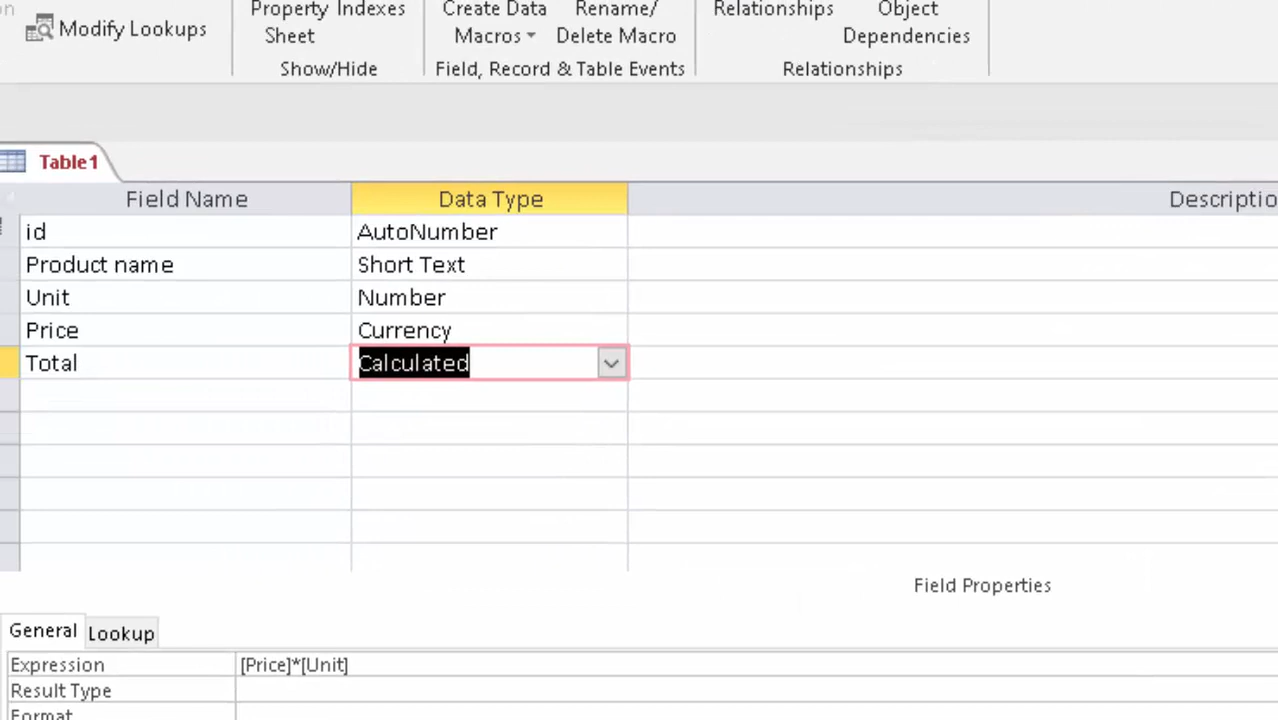 Modify Lookups
Property Indexes
Sheet
Show/Hide
Create Data Rename/
Macros Delete Macro
Field, Record & Table Events
Relationships Object
Dependencies
Relationships
Table1
Field Name Data Type Descriptio
id AutoNumber
Product name Short Text
Unit Number
Price Currency
Total Calculated
Field Properties
General Lookup
Expression [Price]*[Unit]
Result Type
Format